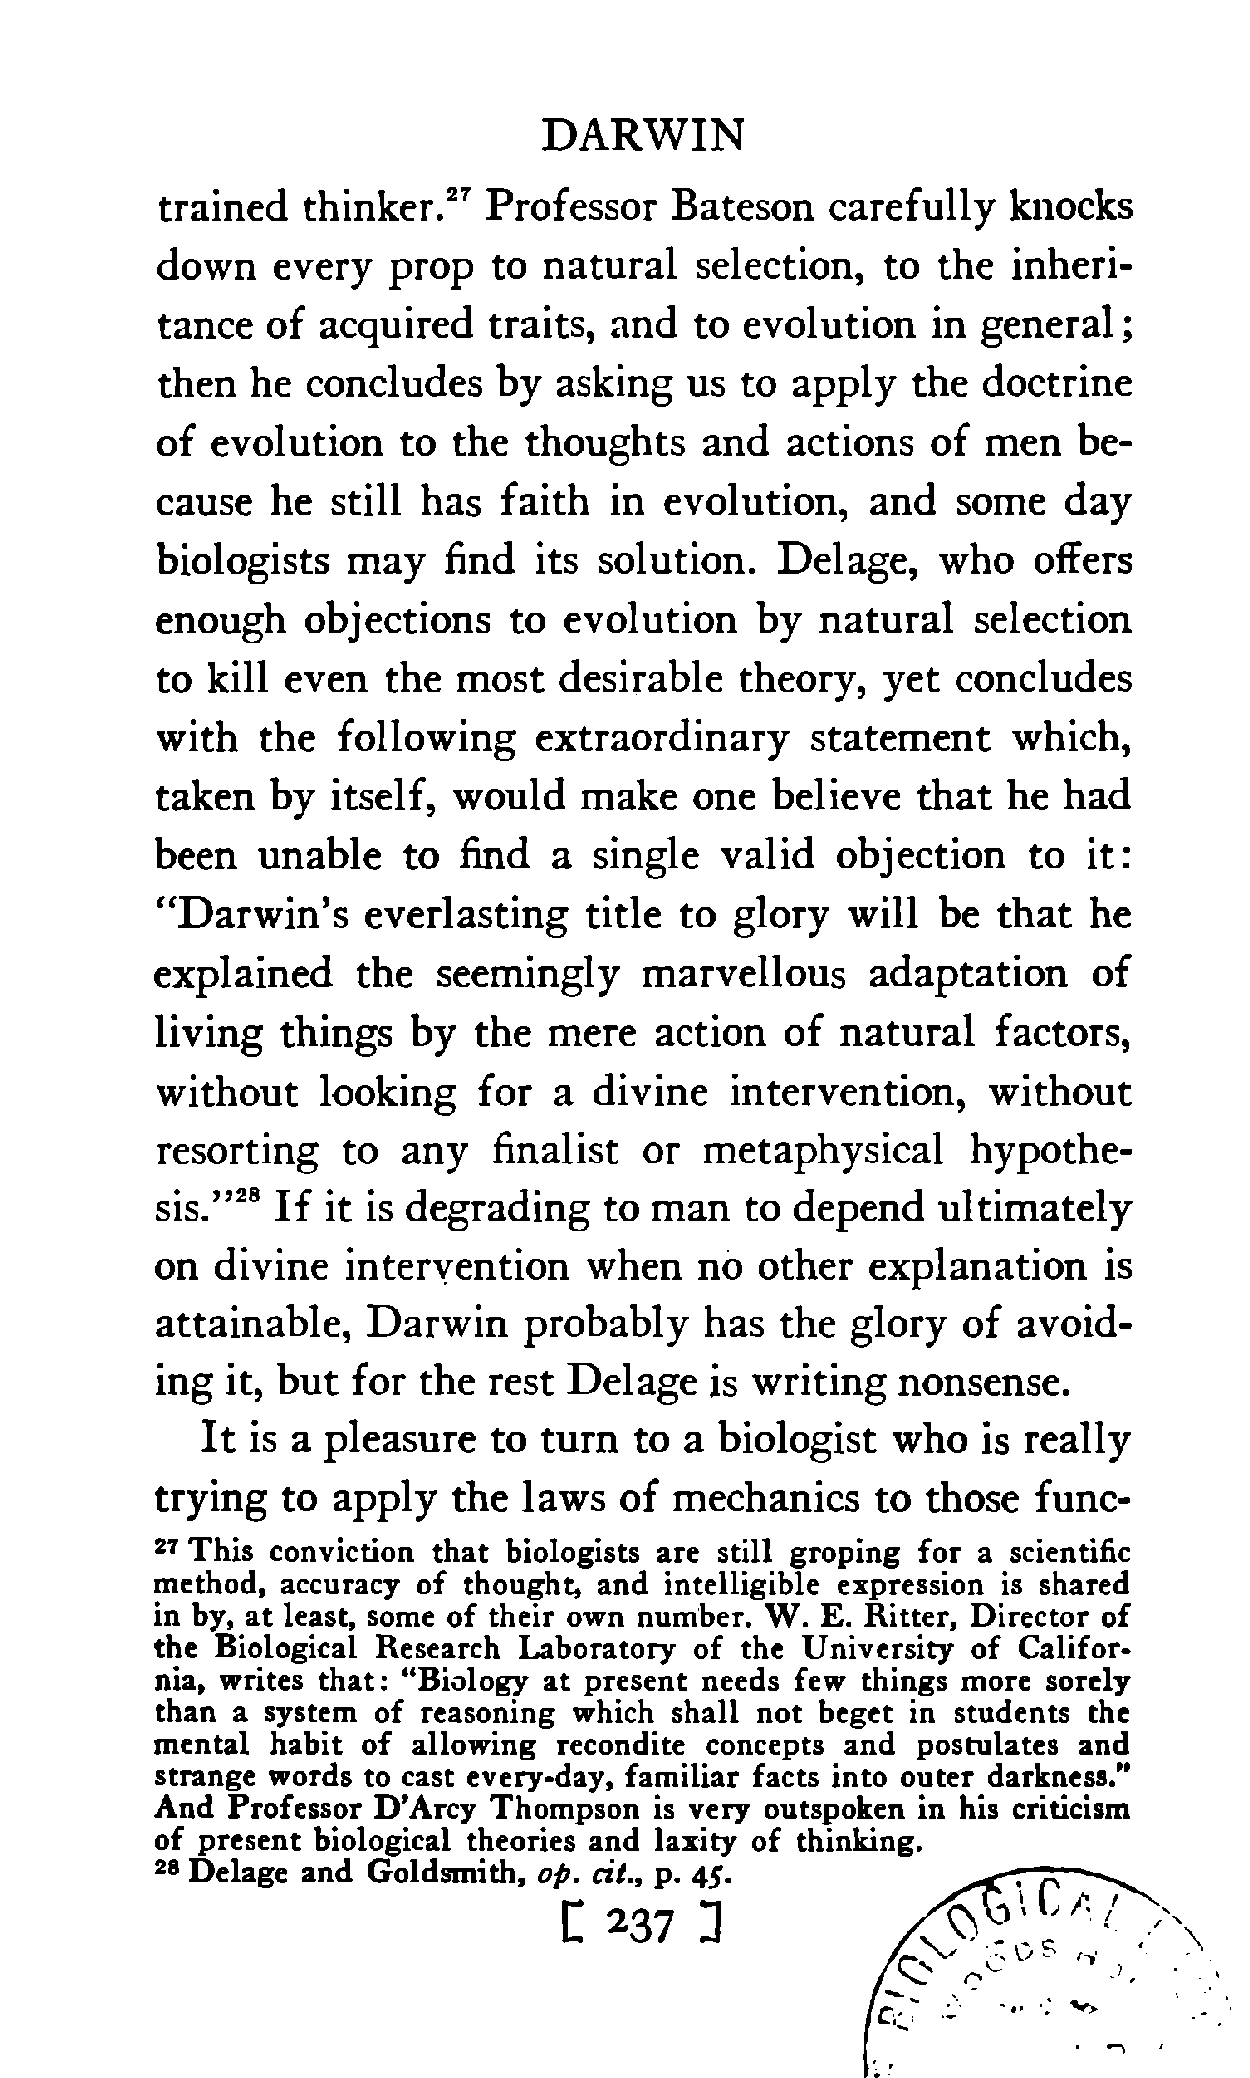 DARWIN
trained thinker.²⁷ Professor Bateson carefully knocks
down every prop to natural selection, to the inheri-
tance of acquired traits, and to evolution in general;
then he concludes by asking us to apply the doctrine
of evolution to the thoughts and actions of men be-
cause he still has faith in evolution, and some day
biologists may find its solution. Delage, who offers
enough objections to evolution by natural selection
to kill even the most desirable theory, yet concludes
with the following extraordinary statement which,
taken by itself, would make one believe that he had
been unable to find a single valid objection to it:
"Darwin's everlasting title to glory will be that he
explained the seemingly marvellous adaptation of
living things by the mere action of natural factors,
without looking for a divine intervention, without
resorting to any finalist or metaphysical hypothe-
sis."²⁸ If it is degrading to man to depend ultimately
on divine intervention when no other explanation is
attainable, Darwin probably has the glory of avoid-
ing it, but for the rest Delage is writing nonsense.
It is a pleasure to turn to a biologist who is really
trying to apply the laws of mechanics to those func-
²⁷ This conviction that biologists are still groping for a scientific
method, accuracy of thought, and intelligible expression is shared
in by, at least, some of their own number. W. E. Ritter, Director of
the Biological Research Laboratory of the University of Califor-
nia, writes that: "Biology at present needs few things more sorely
than a system of reasoning which shall not beget in students the
mental habit of allowing recondite concepts and postulates and
strange words to cast every-day, familiar facts into outer darkness."
And Professor D'Arcy Thompson is very outspoken in his criticism
of present biological theories and laxity of thinking.
²⁸ Delage and Goldsmith, op. cit., p. 45.
[ 237 ]
BIOLOGICAL